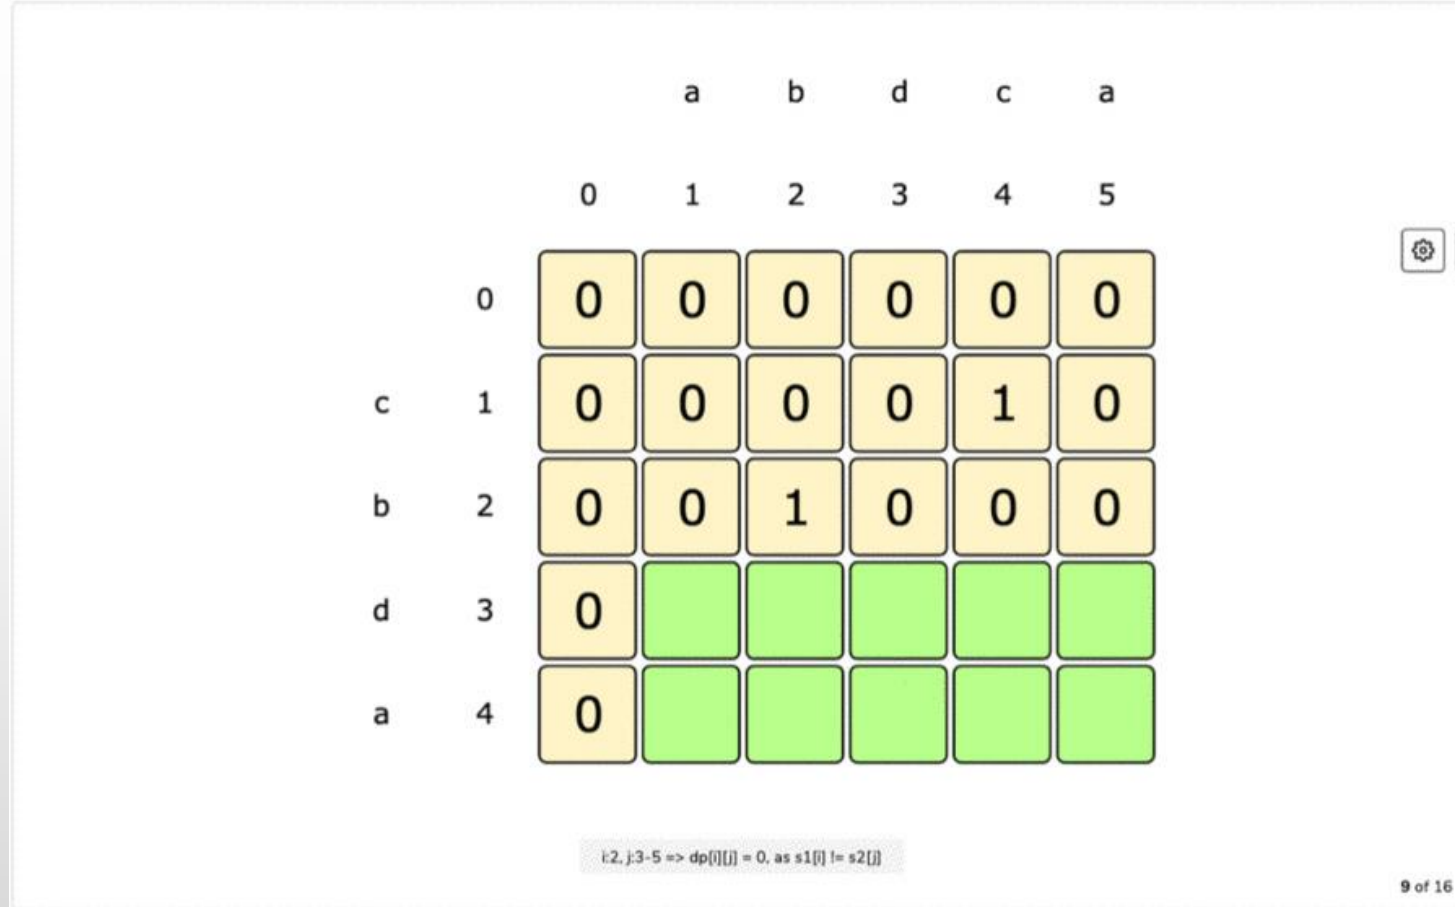 a b d c a
0 1 2 3 4 5
0 0 0 0 0 0 0
c 1 0 0 0 0 1 0
b 2 0 0 1 0 0 0
d 3 0
a 4 0
i:2, j:3-5 => dp[i][j] = 0, as s1[i] != s2[j]
9 of 16